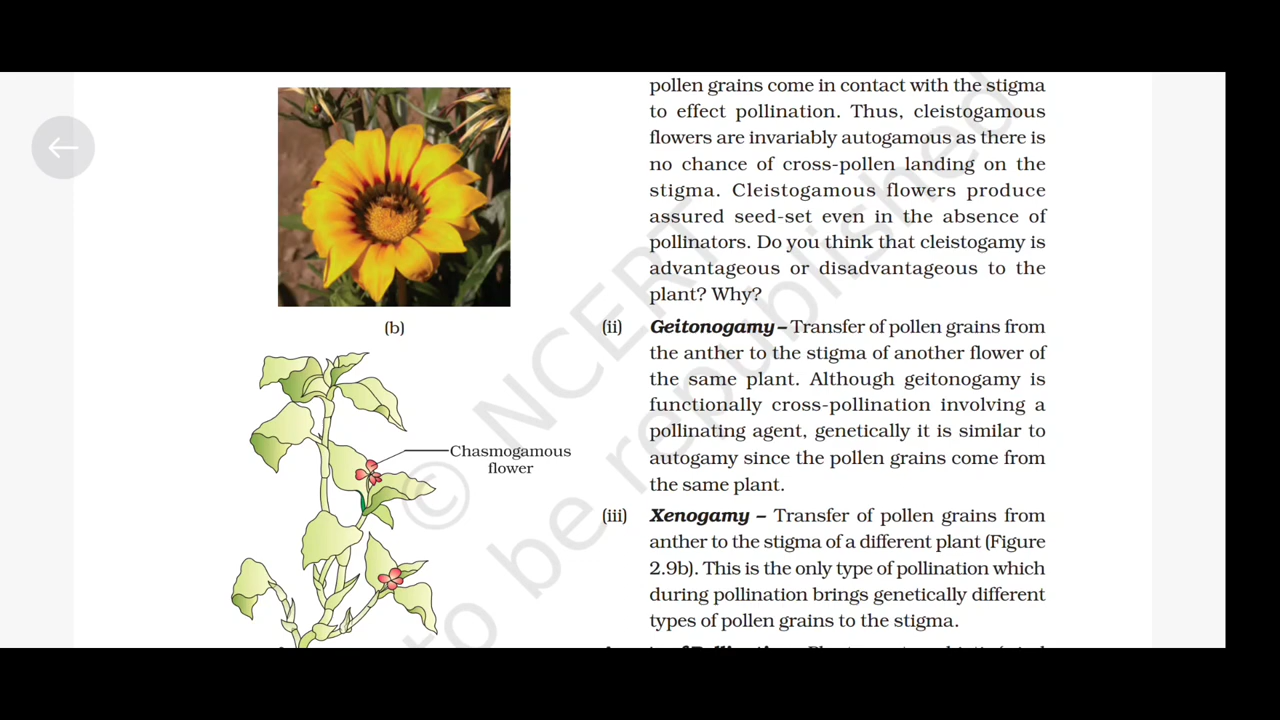 pollen grains come in contact with the stigma
to effect pollination. Thus, cleistogamous
flowers are invariably autogamous as there is
no chance of cross-pollen landing on the
stigma. Cleistogamous flowers produce
assured seed-set even in the absence of
pollinators. Do you think that cleistogamy is
advantageous or disadvantageous to the
plant? Why?
(b)
(ii) Geitonogamy – Transfer of pollen grains from
the anther to the stigma of another flower of
the same plant. Although geitonogamy is
functionally cross-pollination involving a
pollinating agent, genetically it is similar to
autogamy since the pollen grains come from
the same plant.
Chasmogamous
flower
(iii) Xenogamy – Transfer of pollen grains from
anther to the stigma of a different plant (Figure
2.9b). This is the only type of pollination which
during pollination brings genetically different
types of pollen grains to the stigma.
© NCERT
to be republished